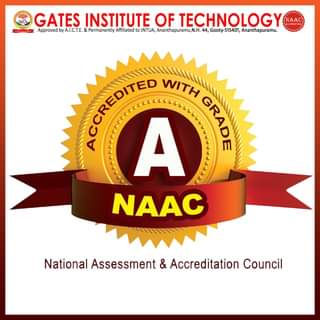 GATES INSTITUTE OF TECHNOLOGY
Approved by A.I.C.T.E. & Permanently Affiliated to JNTUA, Ananthapuramu, N.H. 44, Gooty-515401, Ananthapuramu.
NAAC
ACCREDITED WITH GRADE
A
NAAC
National Assessment & Accreditation Council